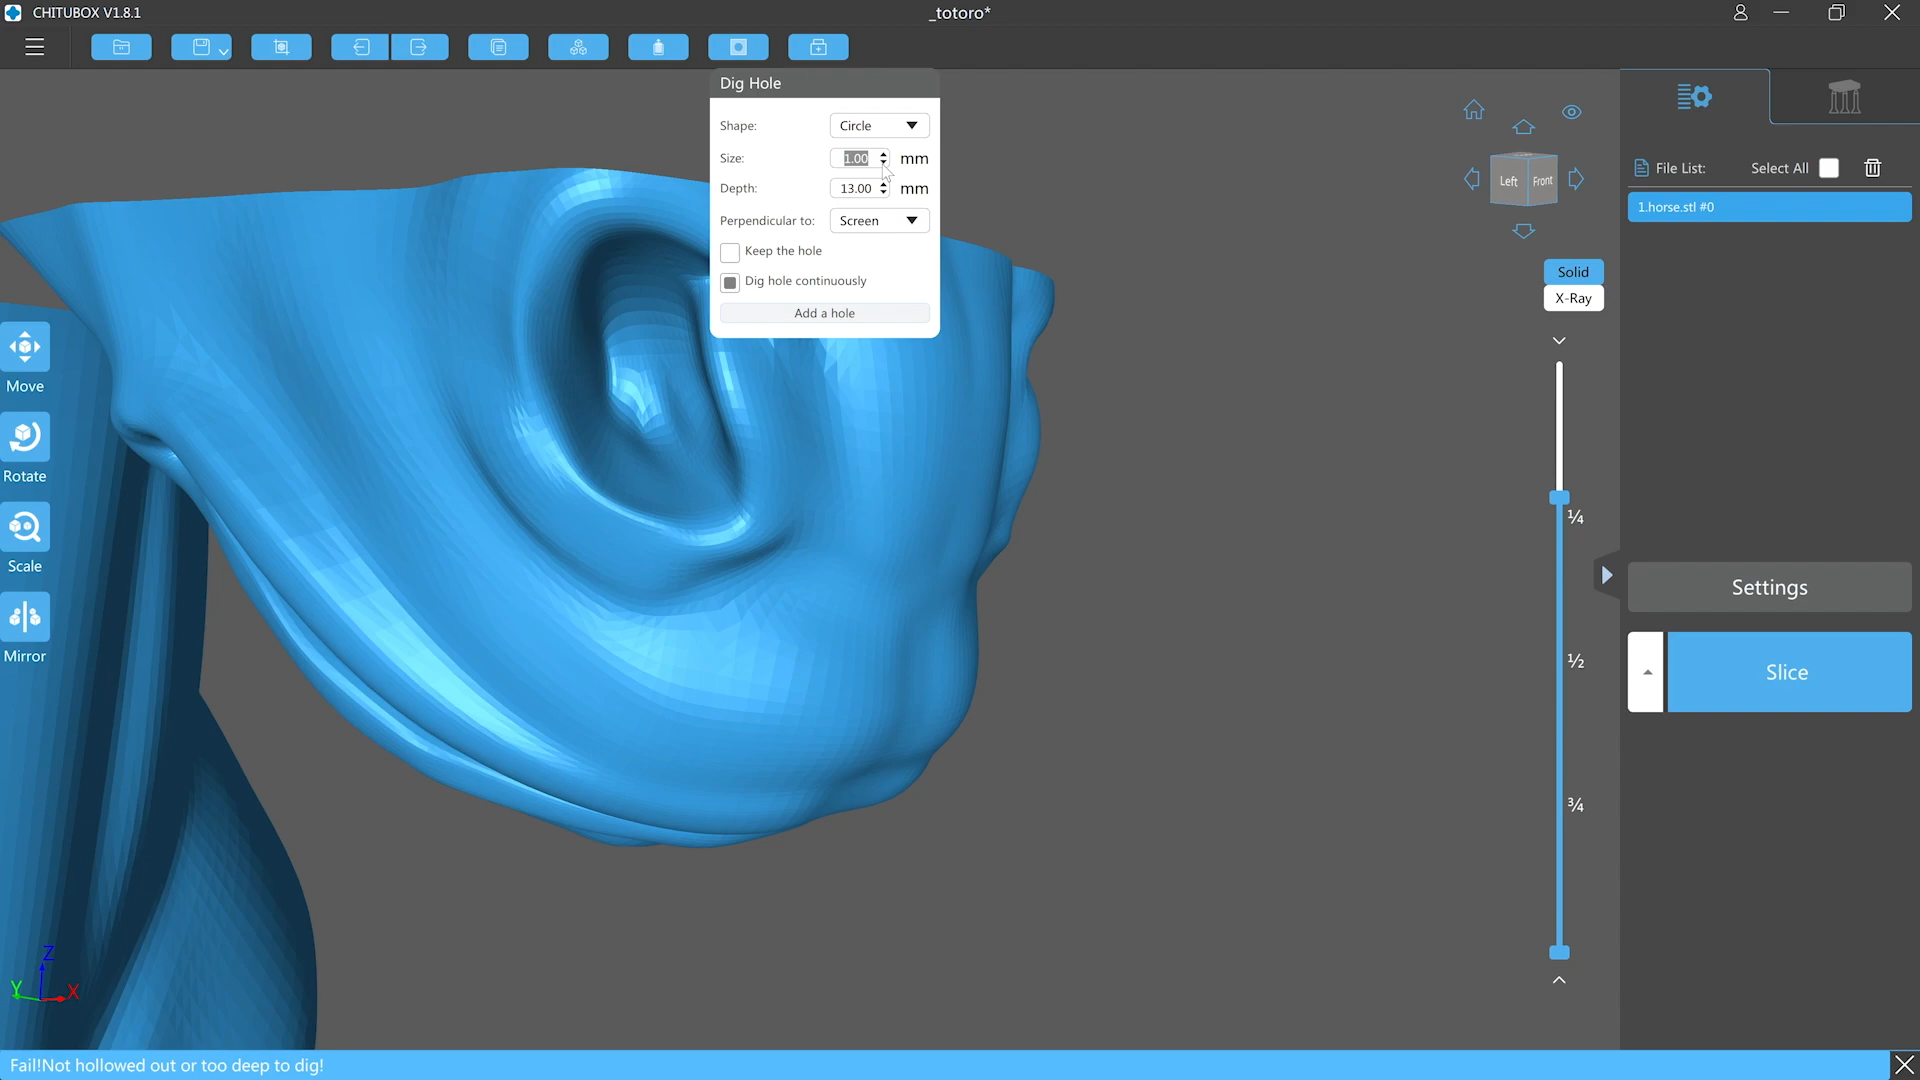 CHITUBOX V1.8.1
_totoro*
Dig Hole
Shape: Circle
Size: 1.00 mm
Depth: 13.00 mm
Perpendicular to: Screen
Keep the hole
Dig hole continuously
Add a hole
Left Front
Solid
X-Ray
File List: Select All
1.horse.stl #0
Move
Rotate
Scale
Mirror
¼
½
¾
Settings
Slice
Z
Y X
Fail!Not hollowed out or too deep to dig!